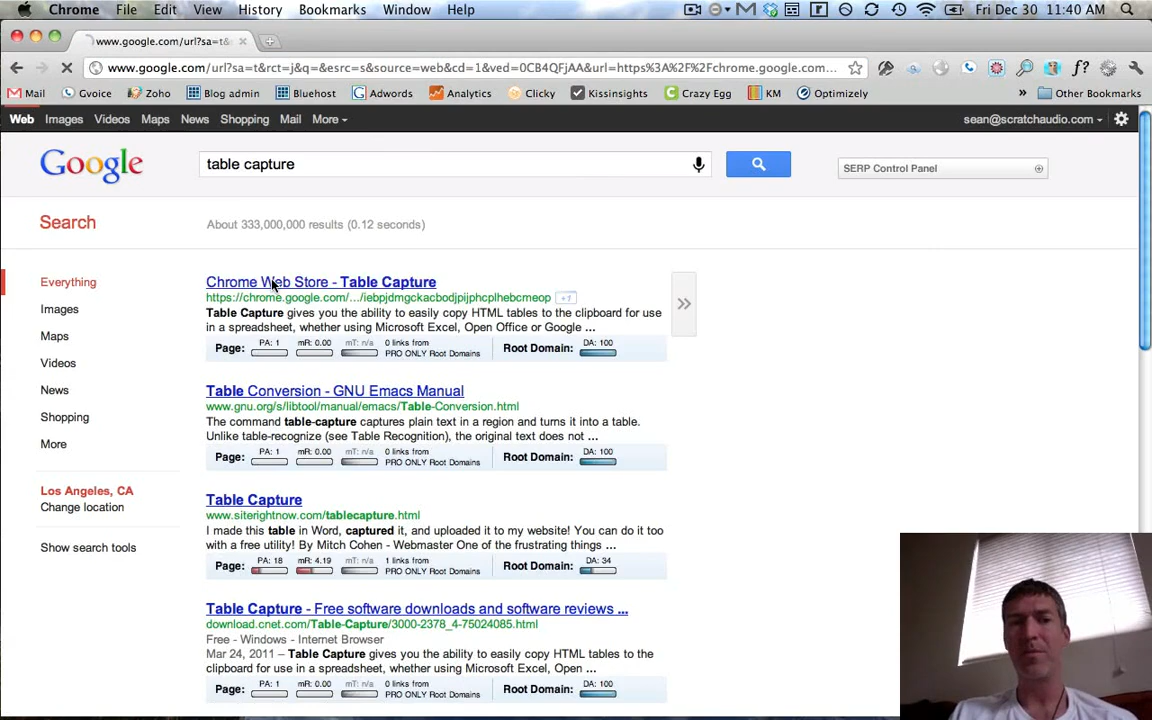 Chrome File Edit View History Bookmarks Window Help Fri Dec 30 11:40 AM
www.google.com/url?sa=t&
www.google.com/url?sa=t&rct=j&q=&esrc=s&source=web&cd=1&ved=0CB4QFjAA&url=https%3A%2F%2Fchrome.google.com...
Mail Gvoice Zoho Blog admin Bluehost Adwords Analytics Clicky Kissinsights Crazy Egg KM Optimizely » Other Bookmarks
Web Images Videos Maps News Shopping Mail More sean@scratchaudio.com
Google table capture SERP Control Panel
Search About 333,000,000 results (0.12 seconds)
Everything
Images
Maps
Videos
News
Shopping
More
Los Angeles, CA
Change location
Show search tools
Chrome Web Store - Table Capture
https://chrome.google.com/.../iebpjdmgckacbodjpijphcplhebcmeop +1
Table Capture gives you the ability to easily copy HTML tables to the clipboard for use
in a spreadsheet, whether using Microsoft Excel, Open Office or Google ...
Page: PA: 1 mR: 0.00 mT: n/a 0 links from PRO ONLY Root Domains Root Domain: DA: 100
Table Conversion - GNU Emacs Manual
www.gnu.org/s/libtool/manual/emacs/Table-Conversion.html
The command table-capture captures plain text in a region and turns it into a table.
Unlike table-recognize (see Table Recognition), the original text does not ...
Page: PA: 1 mR: 0.00 mT: n/a 0 links from PRO ONLY Root Domains Root Domain: DA: 100
Table Capture
www.siterightnow.com/tablecapture.html
I made this table in Word, captured it, and uploaded it to my website! You can do it too
with a free utility! By Mitch Cohen - Webmaster One of the frustrating things ...
Page: PA: 18 mR: 4.19 mT: n/a 1 links from PRO ONLY Root Domains Root Domain: DA: 34
Table Capture - Free software downloads and software reviews ...
download.cnet.com/Table-Capture/3000-2378_4-75024085.html
Free - Windows - Internet Browser
Mar 24, 2011 – Table Capture gives you the ability to easily copy HTML tables to the
clipboard for use in a spreadsheet, whether using Microsoft Excel, Open ...
Page: PA: 1 mR: 0.00 mT: n/a 0 links from PRO ONLY Root Domains Root Domain: DA: 100